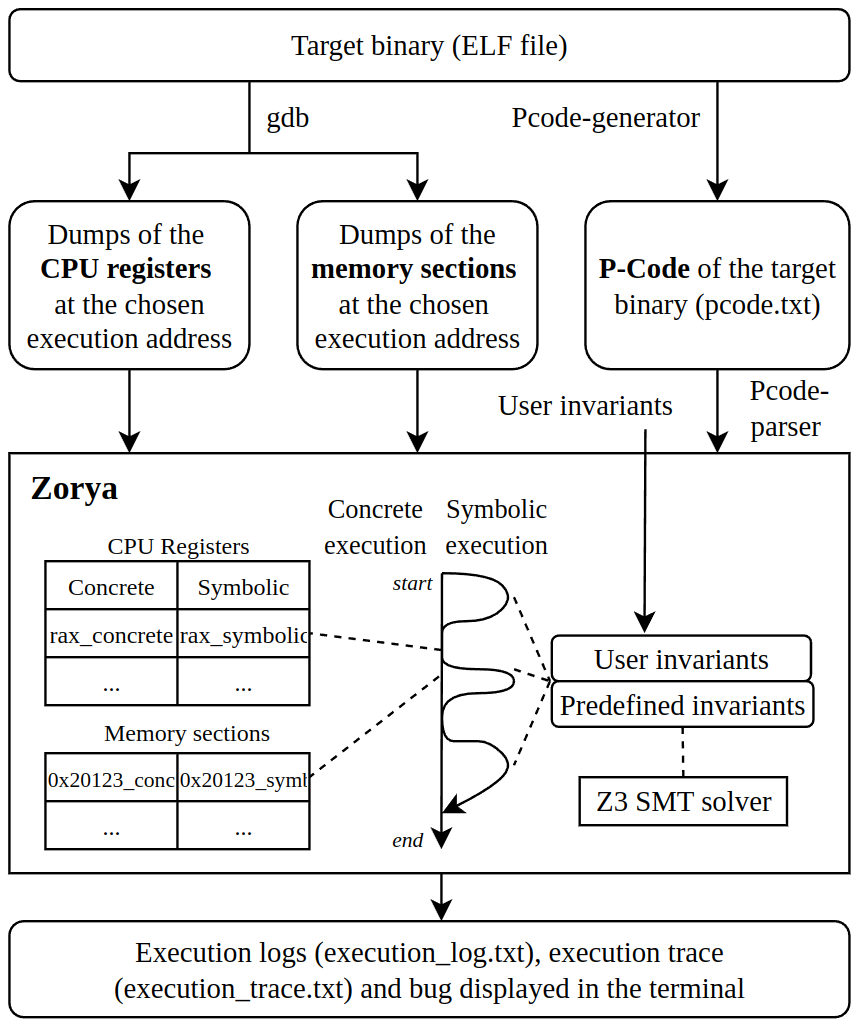 Target binary (ELF file)
gdb
Pcode-generator
Dumps of the
CPU registers
at the chosen
execution address
Dumps of the
memory sections
at the chosen
execution address
P-Code of the target
binary (pcode.txt)
User invariants
Pcode-
parser
Zorya
Concrete
execution
Symbolic
execution
CPU Registers
Concrete
Symbolic
rax_concrete
rax_symbolic
...
...
Memory sections
0x20123_conc
0x20123_symb
...
...
start
end
User invariants
Predefined invariants
Z3 SMT solver
Execution logs (execution_log.txt), execution trace
(execution_trace.txt) and bug displayed in the terminal